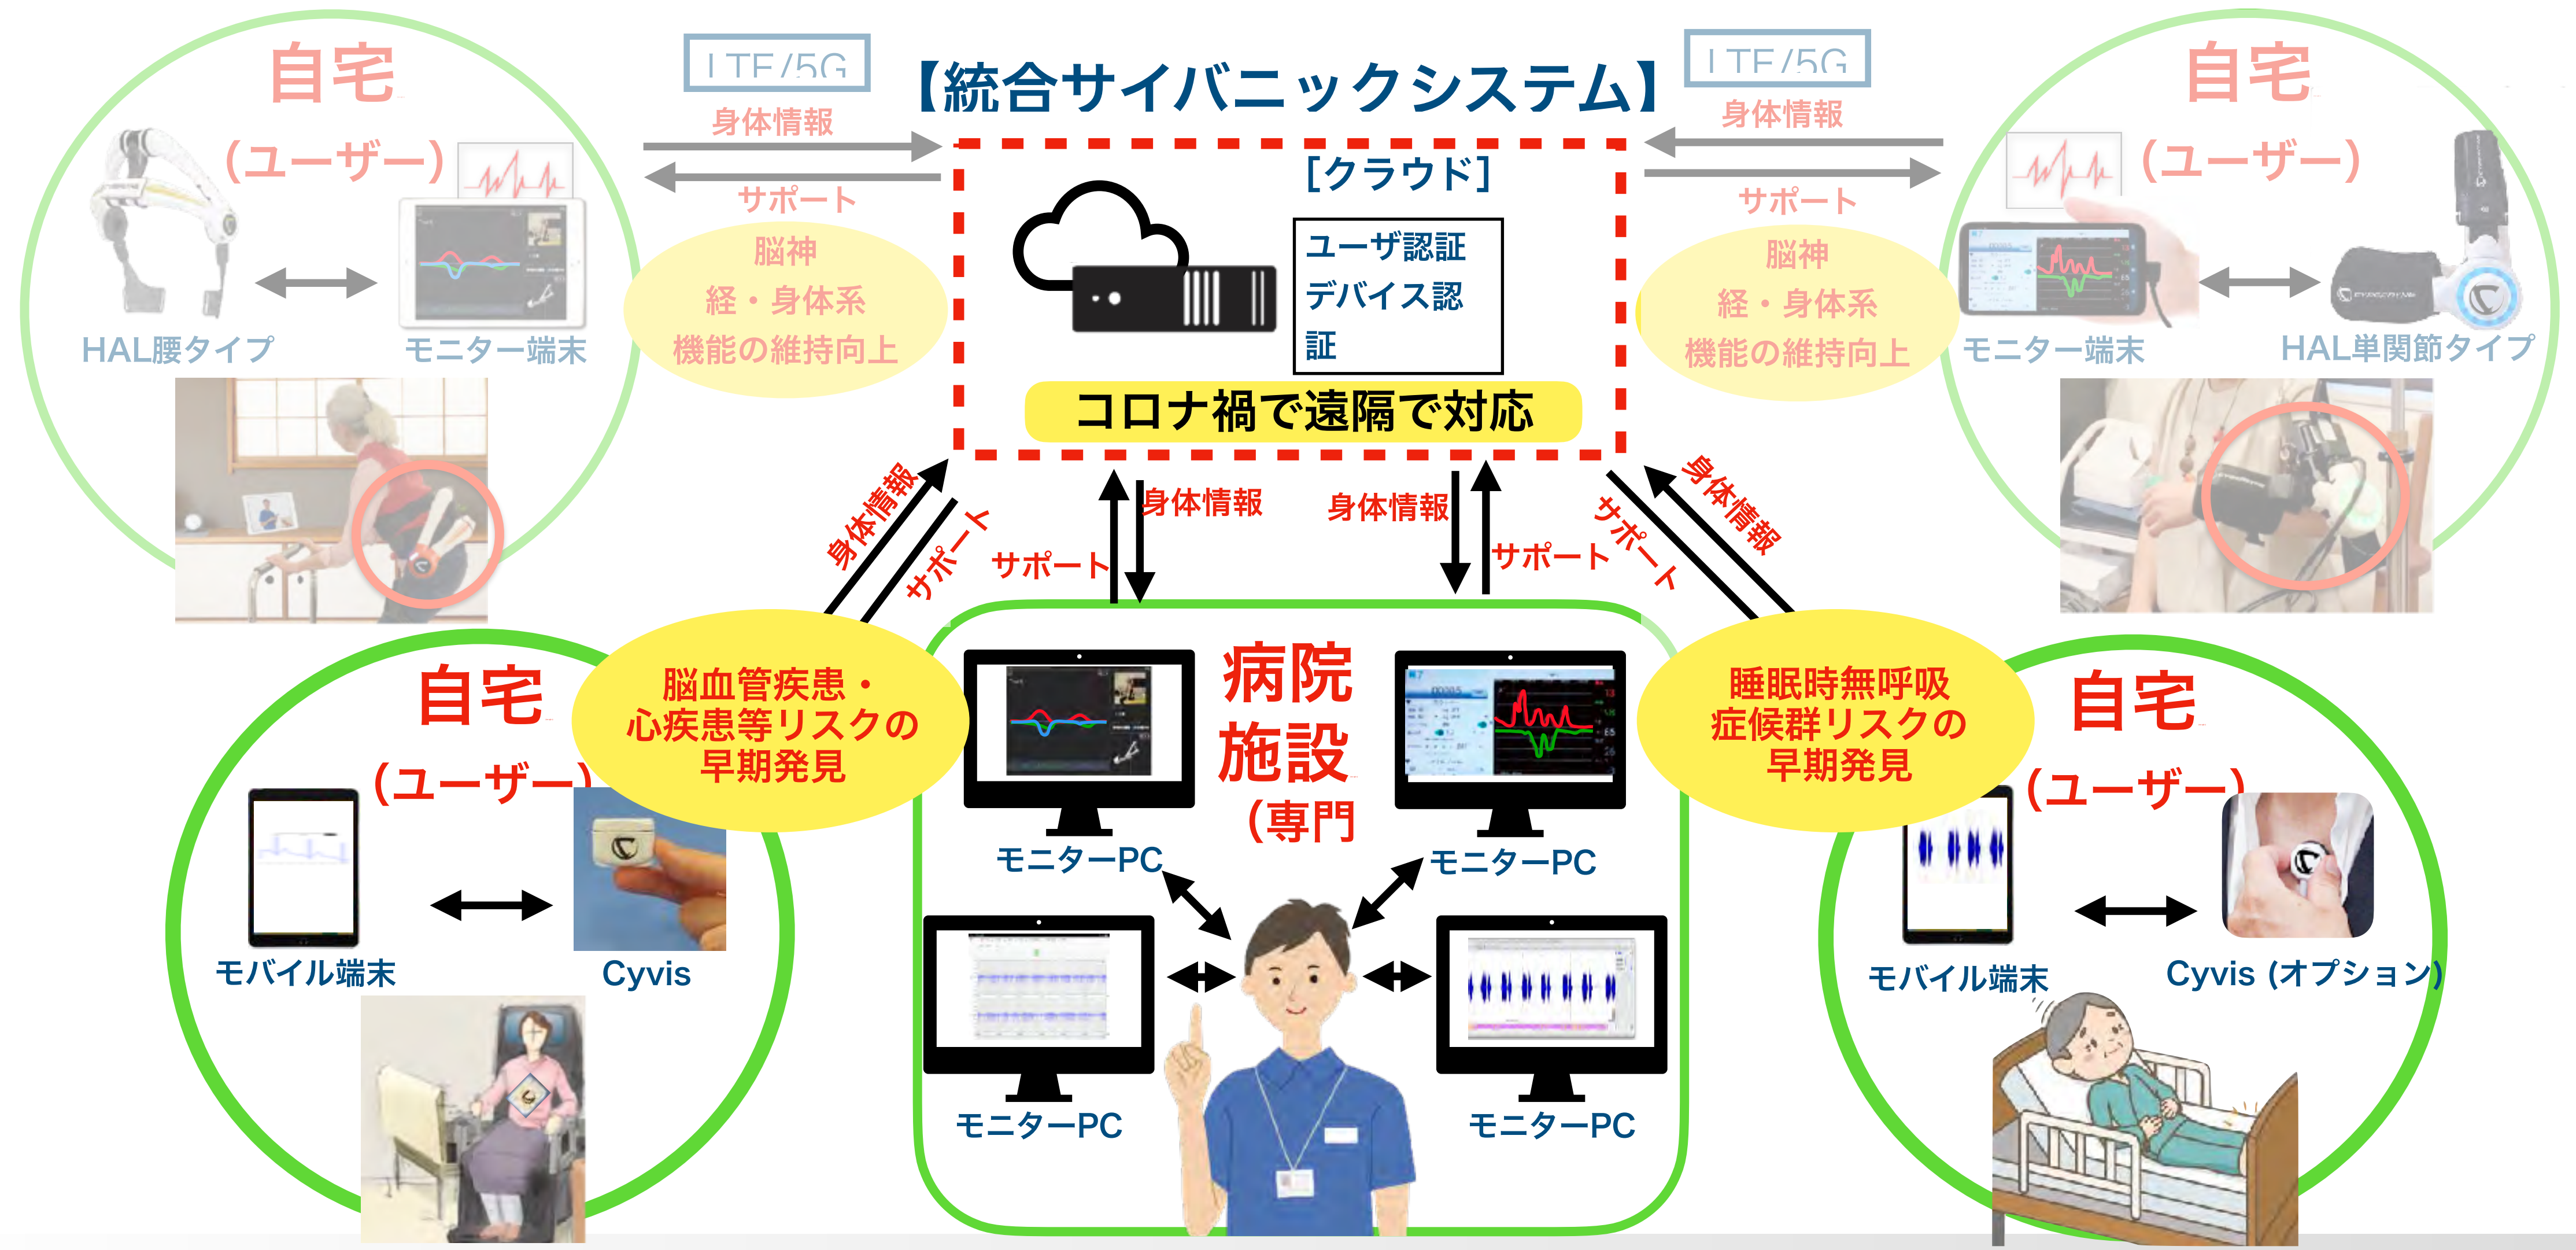 自宅
(ユーザー)
HAL腰タイプ
モニター端末
LTE/5G
身体情報
サポート
脳神
経・身体系
機能の維持向上
【統合サイバニックシステム】
[クラウド]
ユーザ認証
デバイス認
証
コロナ禍で遠隔で対応
LTE/5G
身体情報
サポート
脳神
経・身体系
機能の維持向上
自宅
(ユーザー)
モニター端末
HAL単関節タイプ
身体情報
サポート
サポート
身体情報
身体情報
サポート
サポート
身体情報
自宅
(ユーザー)
脳血管疾患・
心疾患等リスクの
早期発見
モバイル端末
Cyvis
病院
施設
(専門
モニターPC
モニターPC
モニターPC
モニターPC
睡眠時無呼吸
症候群リスクの
早期発見
自宅
(ユーザー)
モバイル端末
Cyvis (オプション)